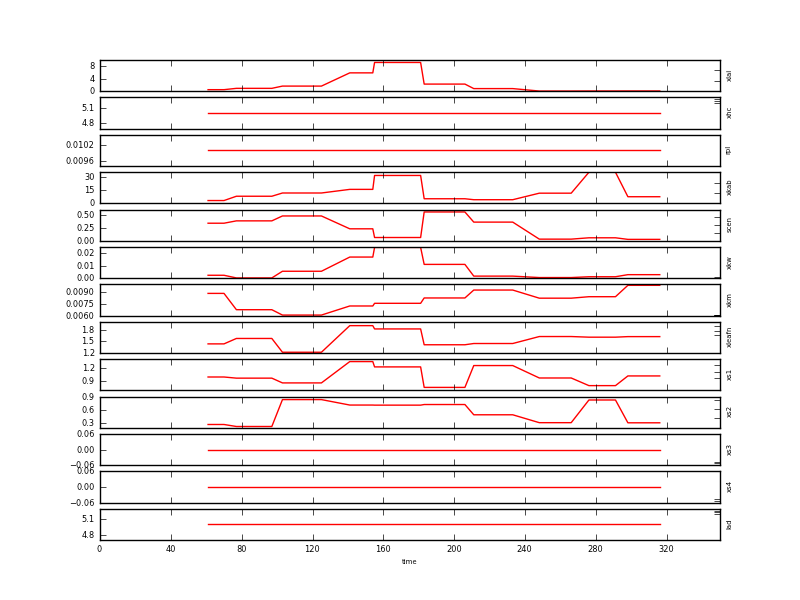 8
4
0
xlai
5.1
4.8
xhc
0.0102
0.0096
rpi
30
15
0
xkab
0.50
0.25
0.00
scen
0.02
0.01
0.00
xkw
0.0090
0.0075
0.0060
xkm
1.8
1.5
1.2
xleafn
1.2
0.9
xs1
0.9
0.6
0.3
xs2
0.06
0.00
−0.06
xs3
0.06
0.00
−0.06
xs4
5.1
4.8
lad
0 40 80 120 160 200 240 280 320
time